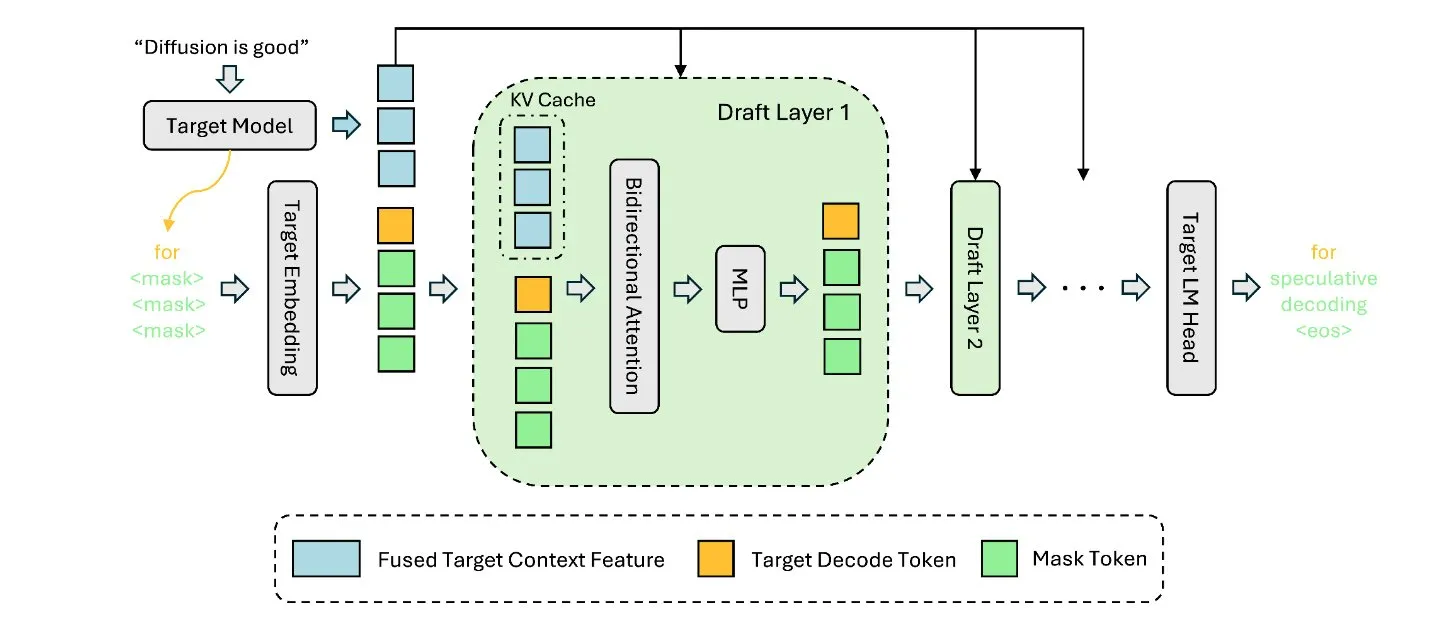 “Diffusion is good”
Target Model
for
<mask>
<mask>
<mask>
Target Embedding
KV Cache
Draft Layer 1
Bidirectional Attention
MLP
Draft Layer 2
. . .
Target LM Head
for
speculative
decoding
<eos>
Fused Target Context Feature
Target Decode Token
Mask Token